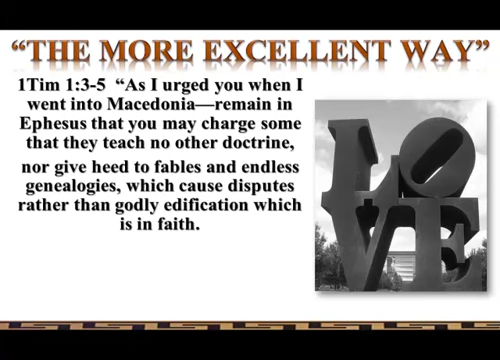 “THE MORE EXCELLENT WAY”
1Tim 1:3-5 “As I urged you when I
went into Macedonia—remain in
Ephesus that you may charge some
that they teach no other doctrine,
nor give heed to fables and endless
genealogies, which cause disputes
rather than godly edification which
is in faith.
LO
VE